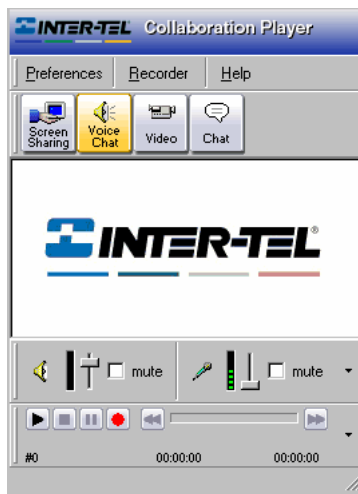 INTER-TEL Collaboration Player
Preferences Recorder Help
Screen Sharing
Voice Chat
Video
Chat
INTER-TEL®
mute mute
#0 00:00:00 00:00:00